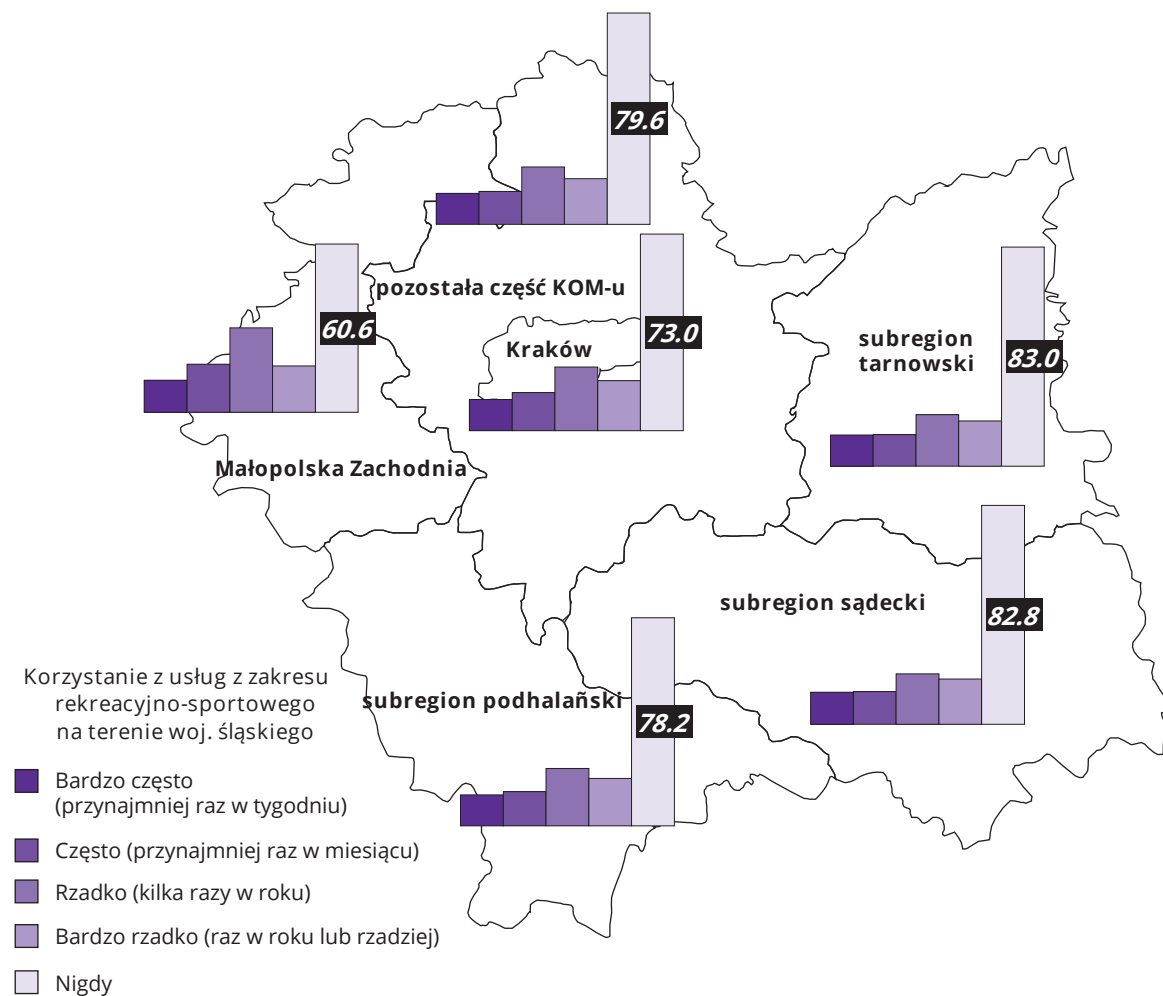 79.6
pozostała część KOM-u
60.6
73.0
Kraków
subregion
tarnowski
83.0
Małopolska Zachodnia
subregion sądecki
82.8
Korzystanie z usług z zakresu
rekreacyjno-sportowego
na terenie woj. śląskiego
subregion podhalañski
78.2
Bardzo często
(przynajmniej raz w tygodniu)
Często (przynajmniej raz w miesiącu)
Rzadko (kilka razy w roku)
Bardzo rzadko (raz w roku lub rzadziej)
Nigdy